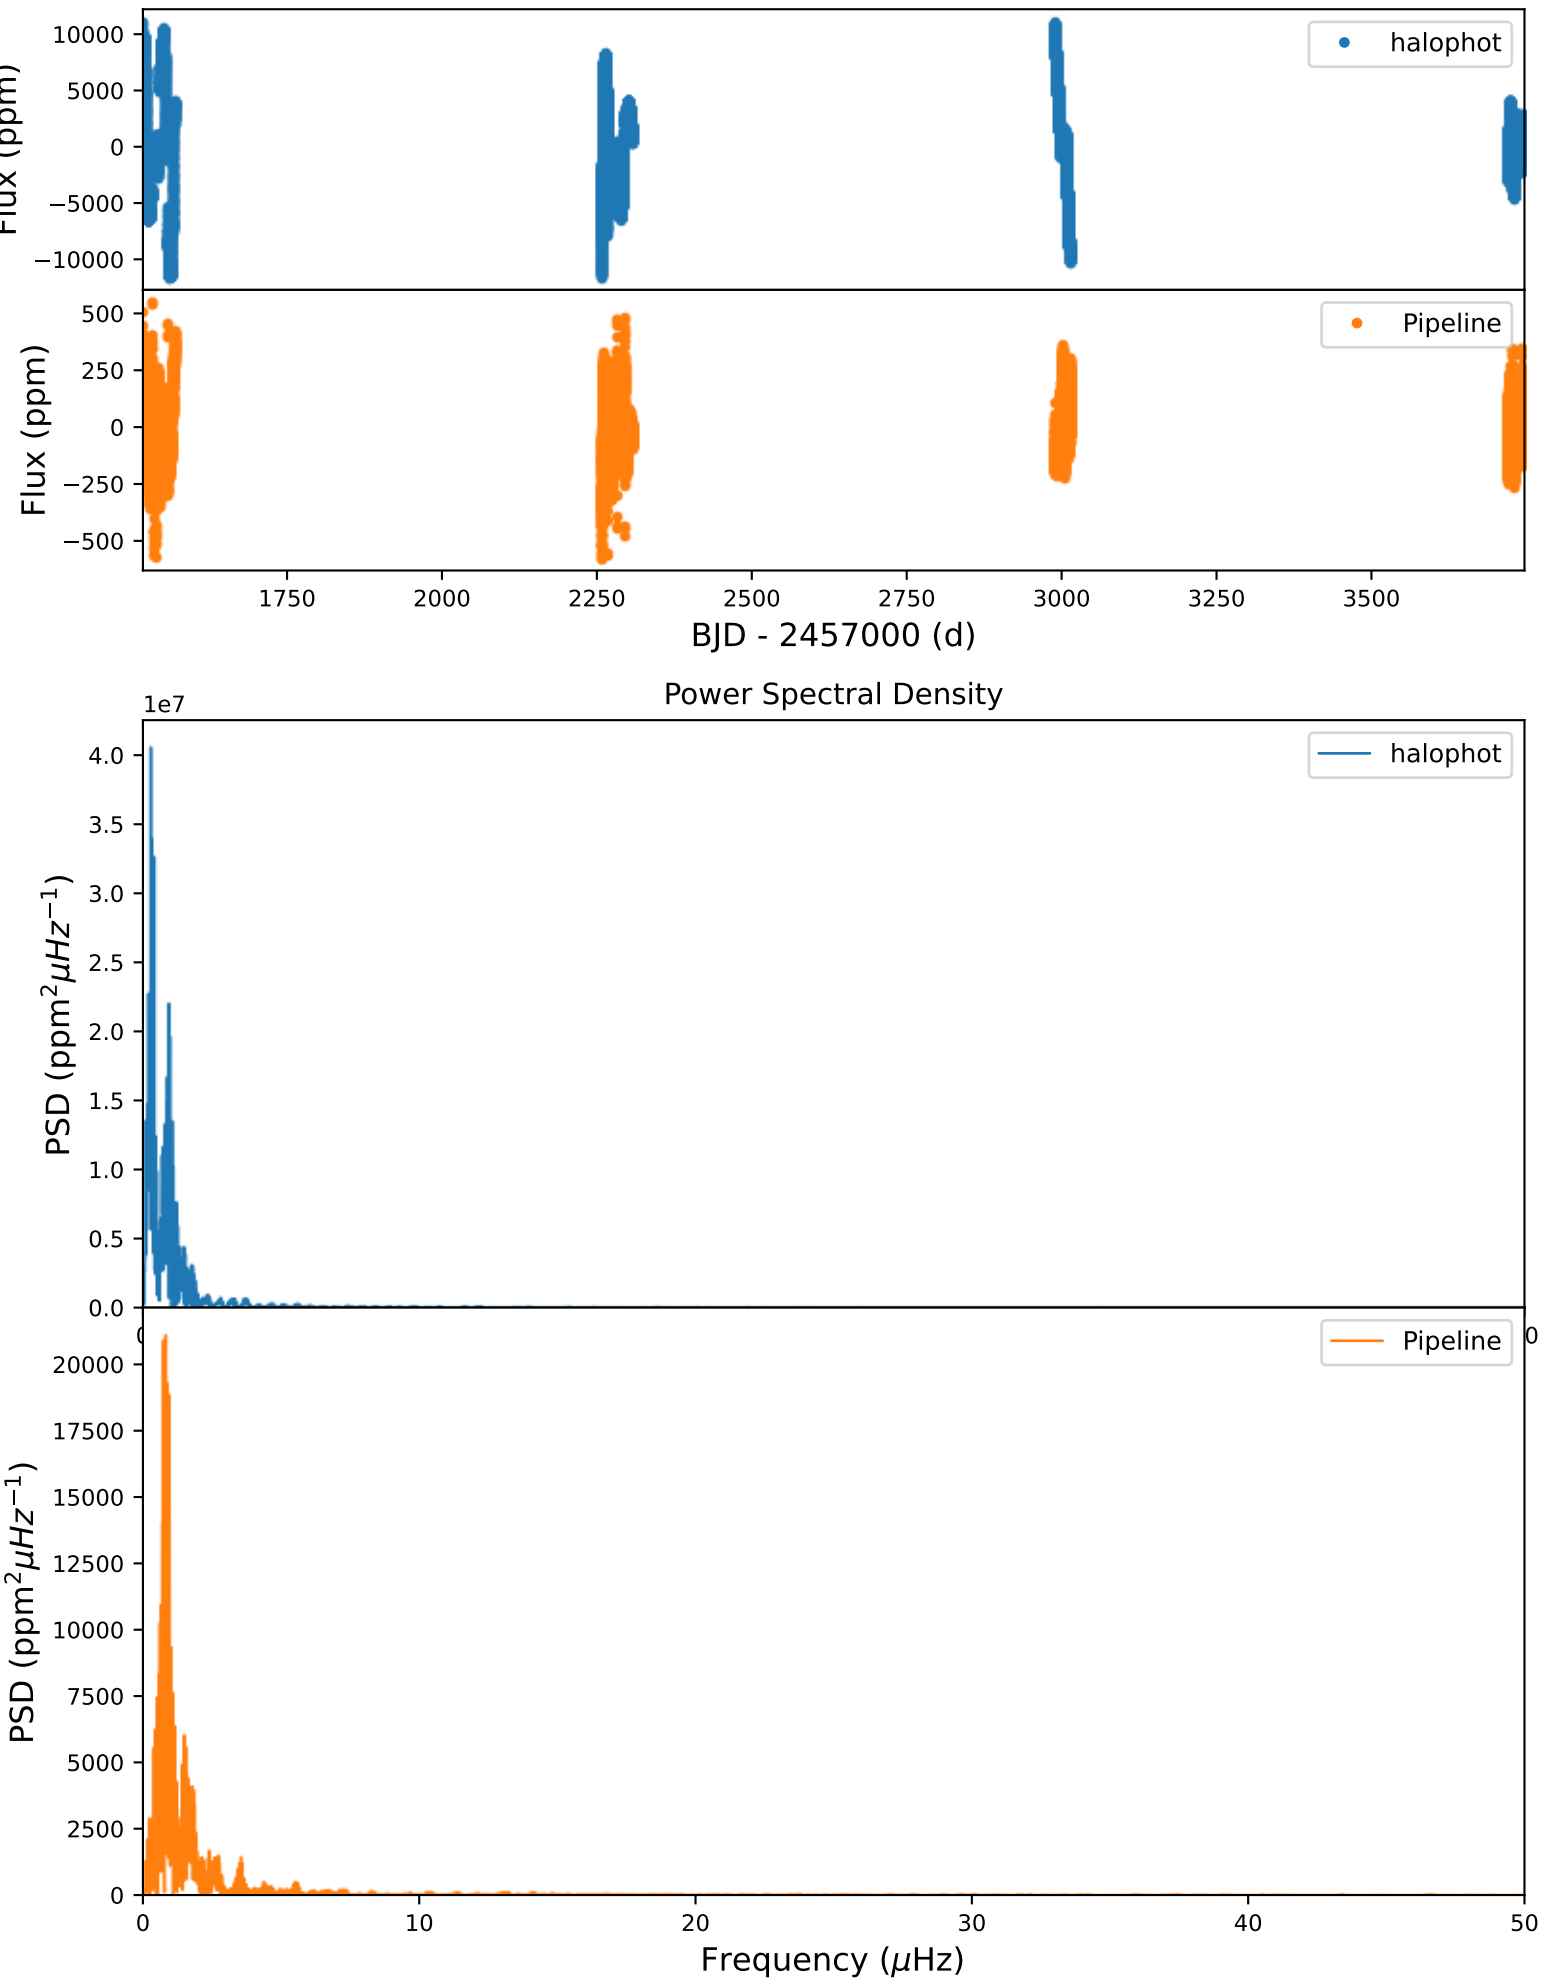 10000
5000
0
−5000
−10000
Flux (ppm)
halophot
500
250
0
−250
−500
Flux (ppm)
Pipeline
1750 2000 2250 2500 2750 3000 3250 3500
BJD - 2457000 (d)
Power Spectral Density
1e7
4.0
3.5
3.0
2.5
2.0
1.5
1.0
0.5
0.0
PSD (ppm²μHz⁻¹)
halophot
0 0
20000
17500
15000
12500
10000
7500
5000
2500
0
PSD (ppm²μHz⁻¹)
Pipeline
0 10 20 30 40 50
Frequency (μHz)